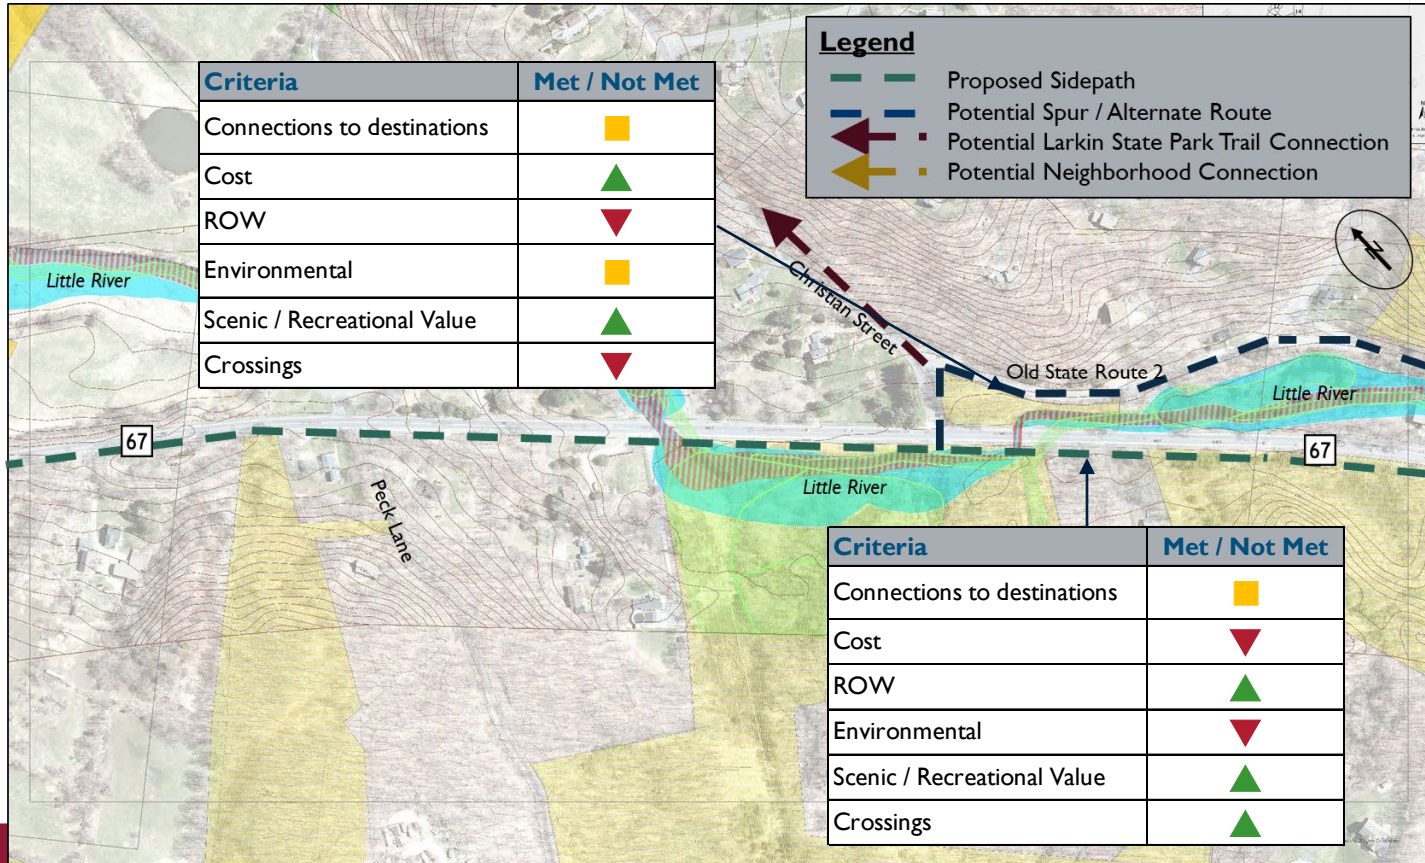 Legend
Proposed Sidepath
Potential Spur / Alternate Route
Potential Larkin State Park Trail Connection
Potential Neighborhood Connection
Criteria Met / Not Met
Connections to destinations
Cost
ROW
Environmental
Scenic / Recreational Value
Crossings
N
Little River
Christian Street
Old State Route 2
Little River
67
67
Little River
Peck Lane
Criteria Met / Not Met
Connections to destinations
Cost
ROW
Environmental
Scenic / Recreational Value
Crossings